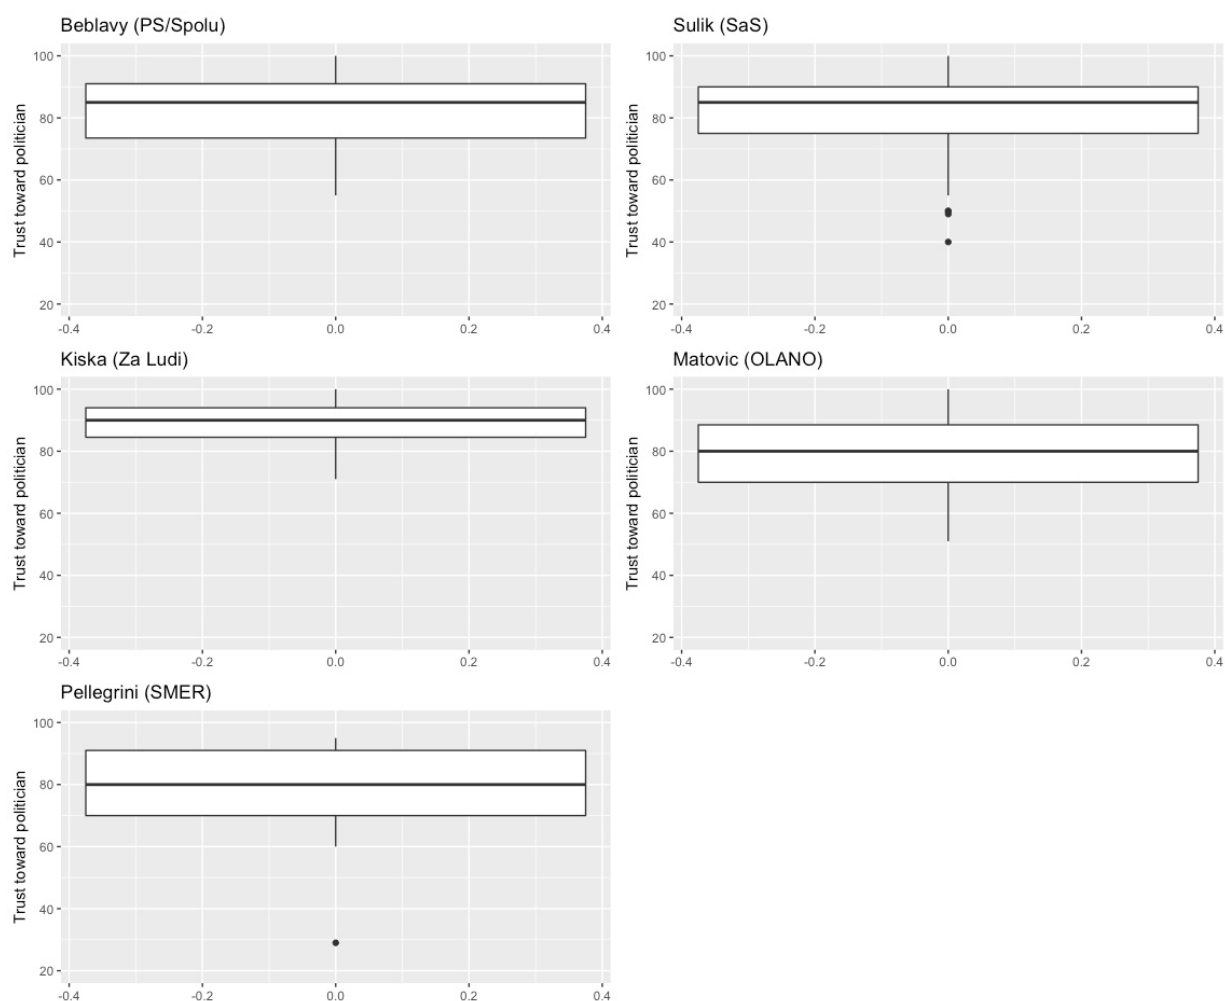 Beblavy (PS/Spolu)
Trust toward politician
100
80
60
40
20
-0.4 -0.2 0.0 0.2 0.4
Sulik (SaS)
Trust toward politician
100
80
60
40
20
-0.4 -0.2 0.0 0.2 0.4
Kiska (Za Ludi)
Trust toward politician
100
80
60
40
20
-0.4 -0.2 0.0 0.2 0.4
Matovic (OLANO)
Trust toward politician
100
80
60
40
20
-0.4 -0.2 0.0 0.2 0.4
Pellegrini (SMER)
Trust toward politician
100
80
60
40
20
-0.4 -0.2 0.0 0.2 0.4